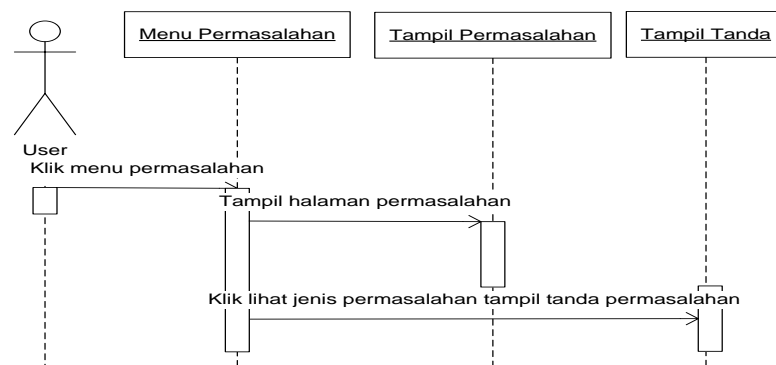 Menu Permasalahan
Tampil Permasalahan
Tampil Tanda
User
Klik menu permasalahan
Tampil halaman permasalahan
Klik lihat jenis permasalahan tampil tanda permasalahan